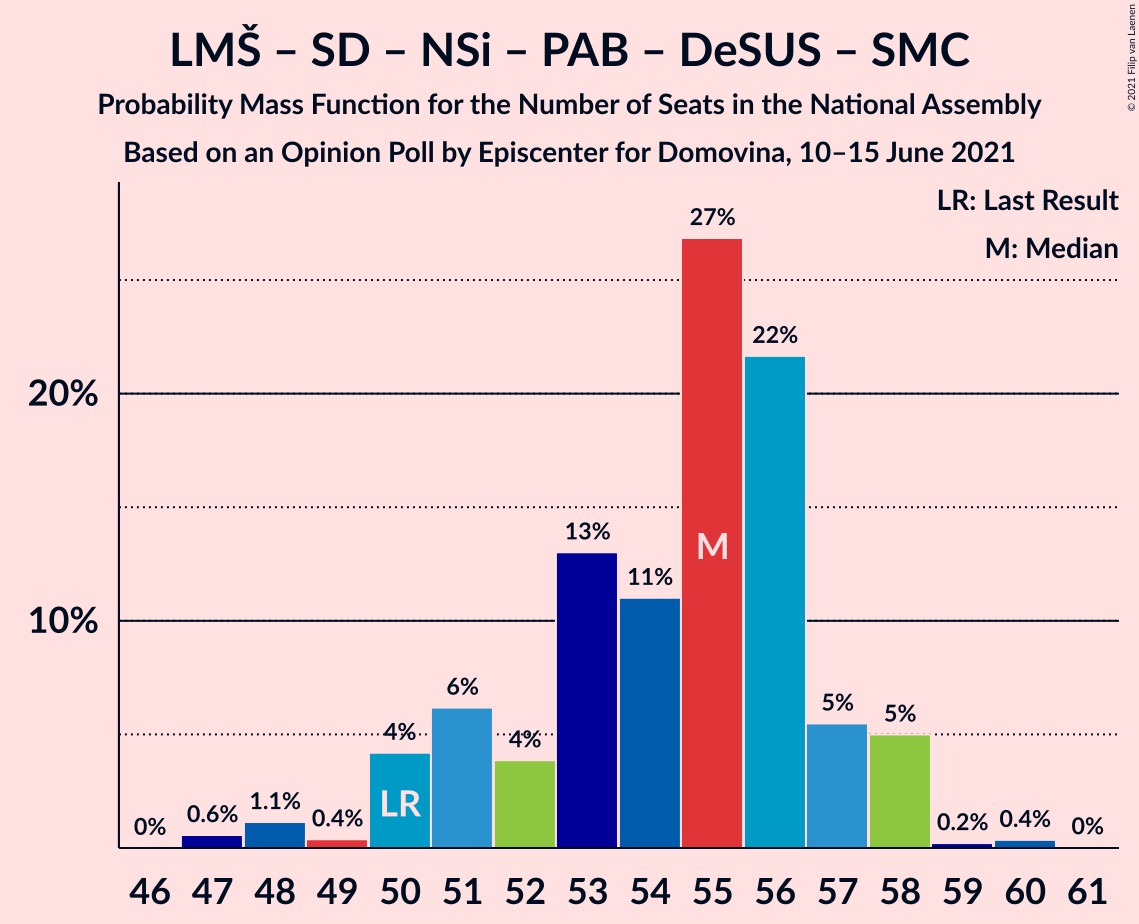 LMŠ – SD – NSi – PAB – DeSUS – SMC
Probability Mass Function for the Number of Seats in the National Assembly
Based on an Opinion Poll by Episcenter for Domovina, 10–15 June 2021
© 2021 Filip van Laenen
LR: Last Result
M: Median
20%
10%
0%
0.6%
1.1%
0.4%
4%
6%
4%
13%
11%
27%
22%
5%
5%
0.2%
0.4%
0%
LR
M
46 47 48 49 50 51 52 53 54 55 56 57 58 59 60 61